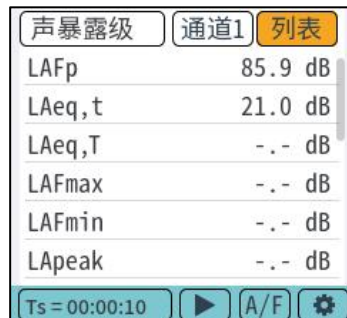 声暴露级 通道1 列表
LAFp 85.9 dB
LAeq,t 21.0 dB
LAeq,T -.- dB
LAFmax -.- dB
LAFmin -.- dB
LApeak -.- dB
Ts = 00:00:10 A/F